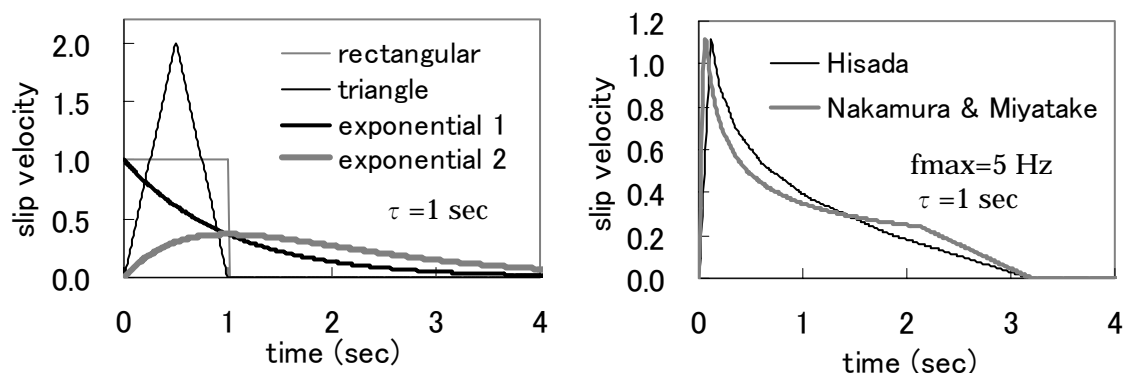 2.0
1.5
1.0
0.5
0.0
slip velocity
rectangular
triangle
exponential 1
exponential 2
τ =1 sec
0 1 2 3 4
time (sec)
1.2
1.0
0.8
0.6
0.4
0.2
0.0
slip velocity
Hisada
Nakamura & Miyatake
fmax=5 Hz
τ =1 sec
0 1 2 3 4
time (sec)